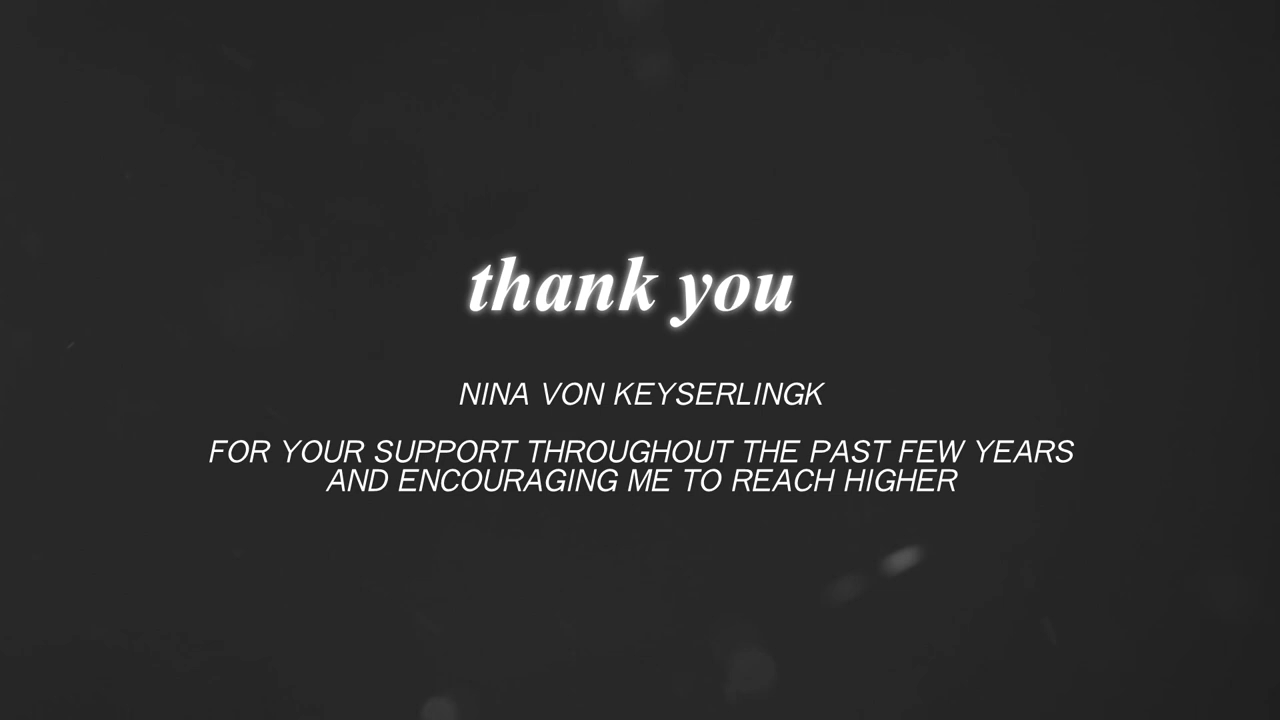 thank you
NINA VON KEYSERLINGK
FOR YOUR SUPPORT THROUGHOUT THE PAST FEW YEARS
AND ENCOURAGING ME TO REACH HIGHER